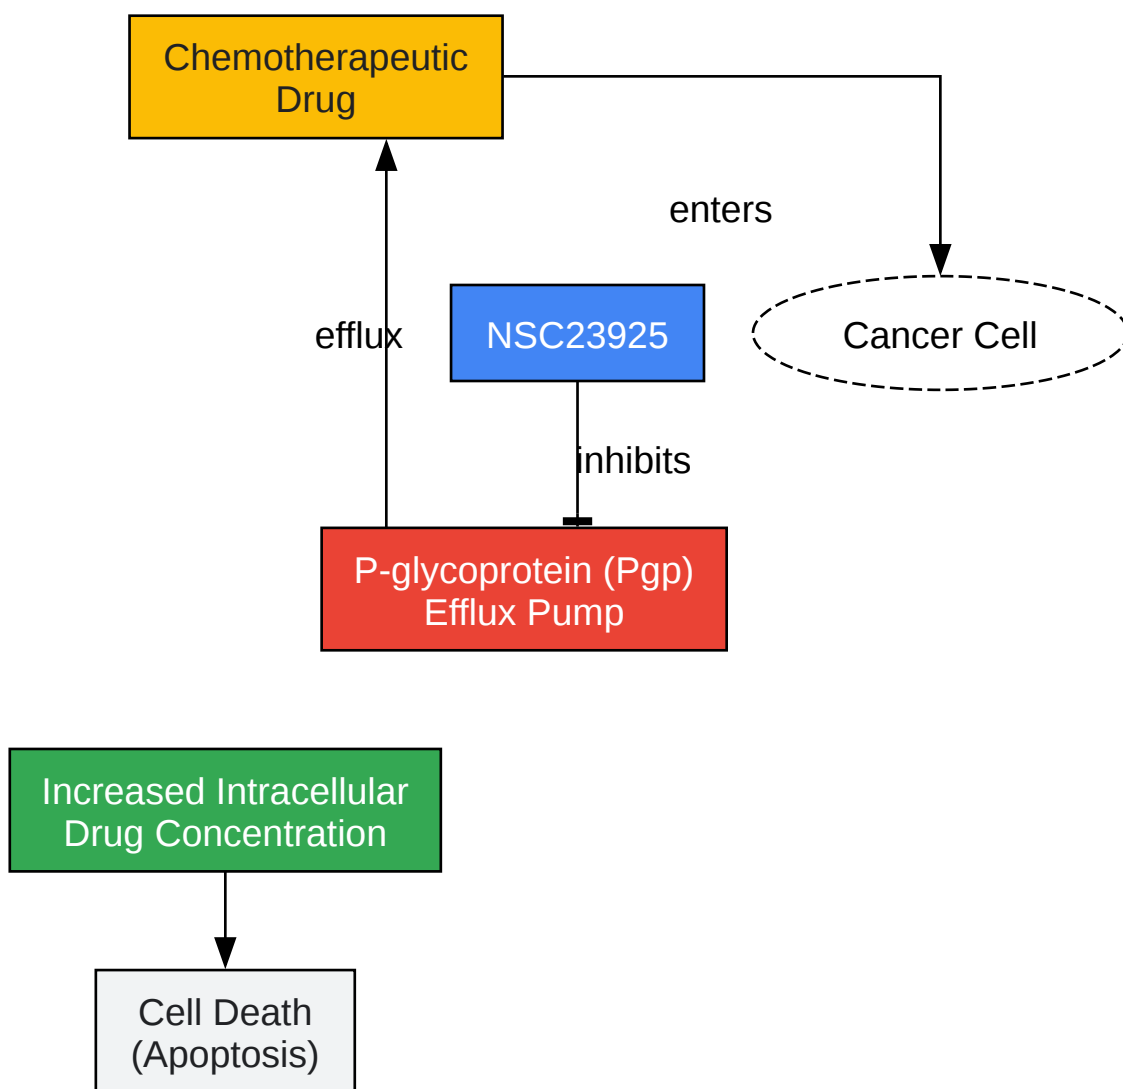 Chemotherapeutic
Drug
enters
efflux
NSC23925
Cancer Cell
inhibits
P-glycoprotein (Pgp)
Efflux Pump
Increased Intracellular
Drug Concentration
Cell Death
(Apoptosis)